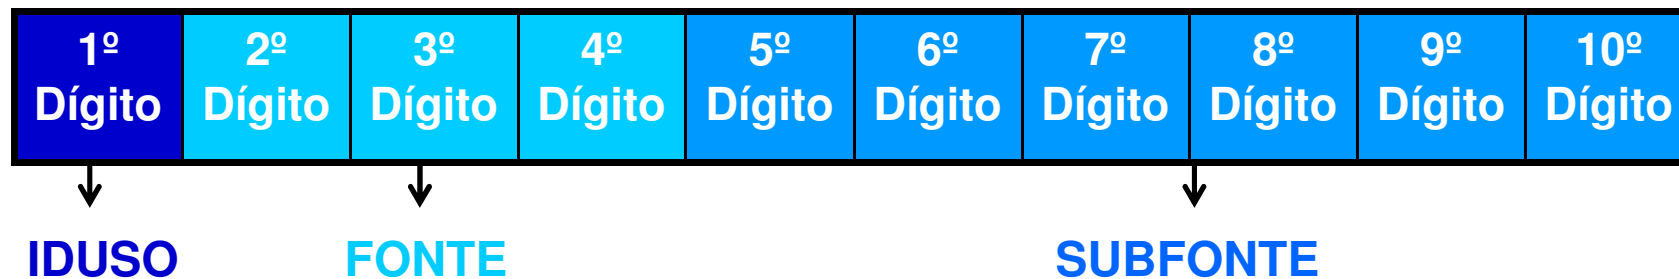 1º 2º 3º 4º 5º 6º 7º 8º 9º 10º
Dígito Dígito Dígito Dígito Dígito Dígito Dígito Dígito Dígito Dígito
IDUSO FONTE SUBFONTE